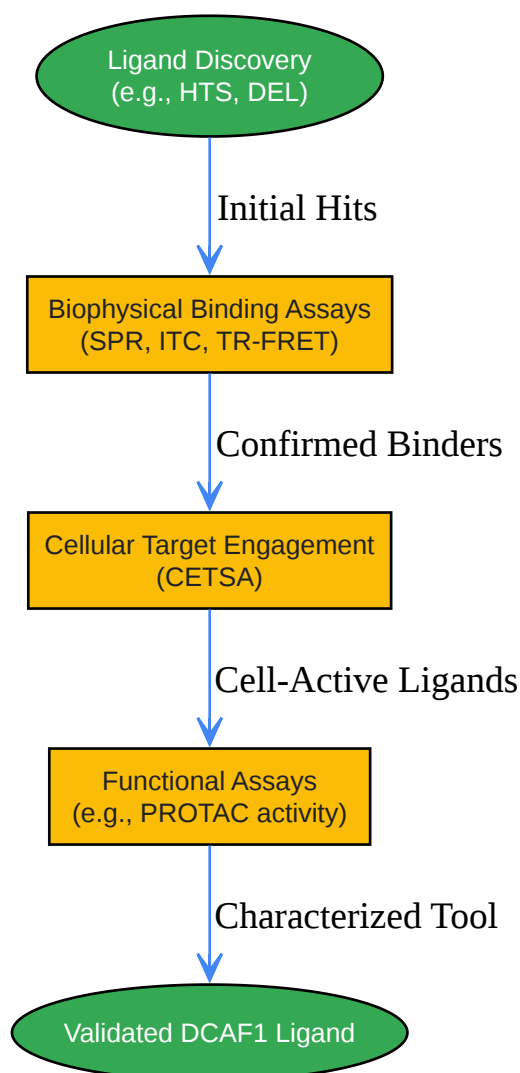 Ligand Discovery
(e.g., HTS, DEL)
Initial Hits
Biophysical Binding Assays
(SPR, ITC, TR-FRET)
Confirmed Binders
Cellular Target Engagement
(CETSA)
Cell-Active Ligands
Functional Assays
(e.g., PROTAC activity)
Characterized Tool
Validated DCAF1 Ligand